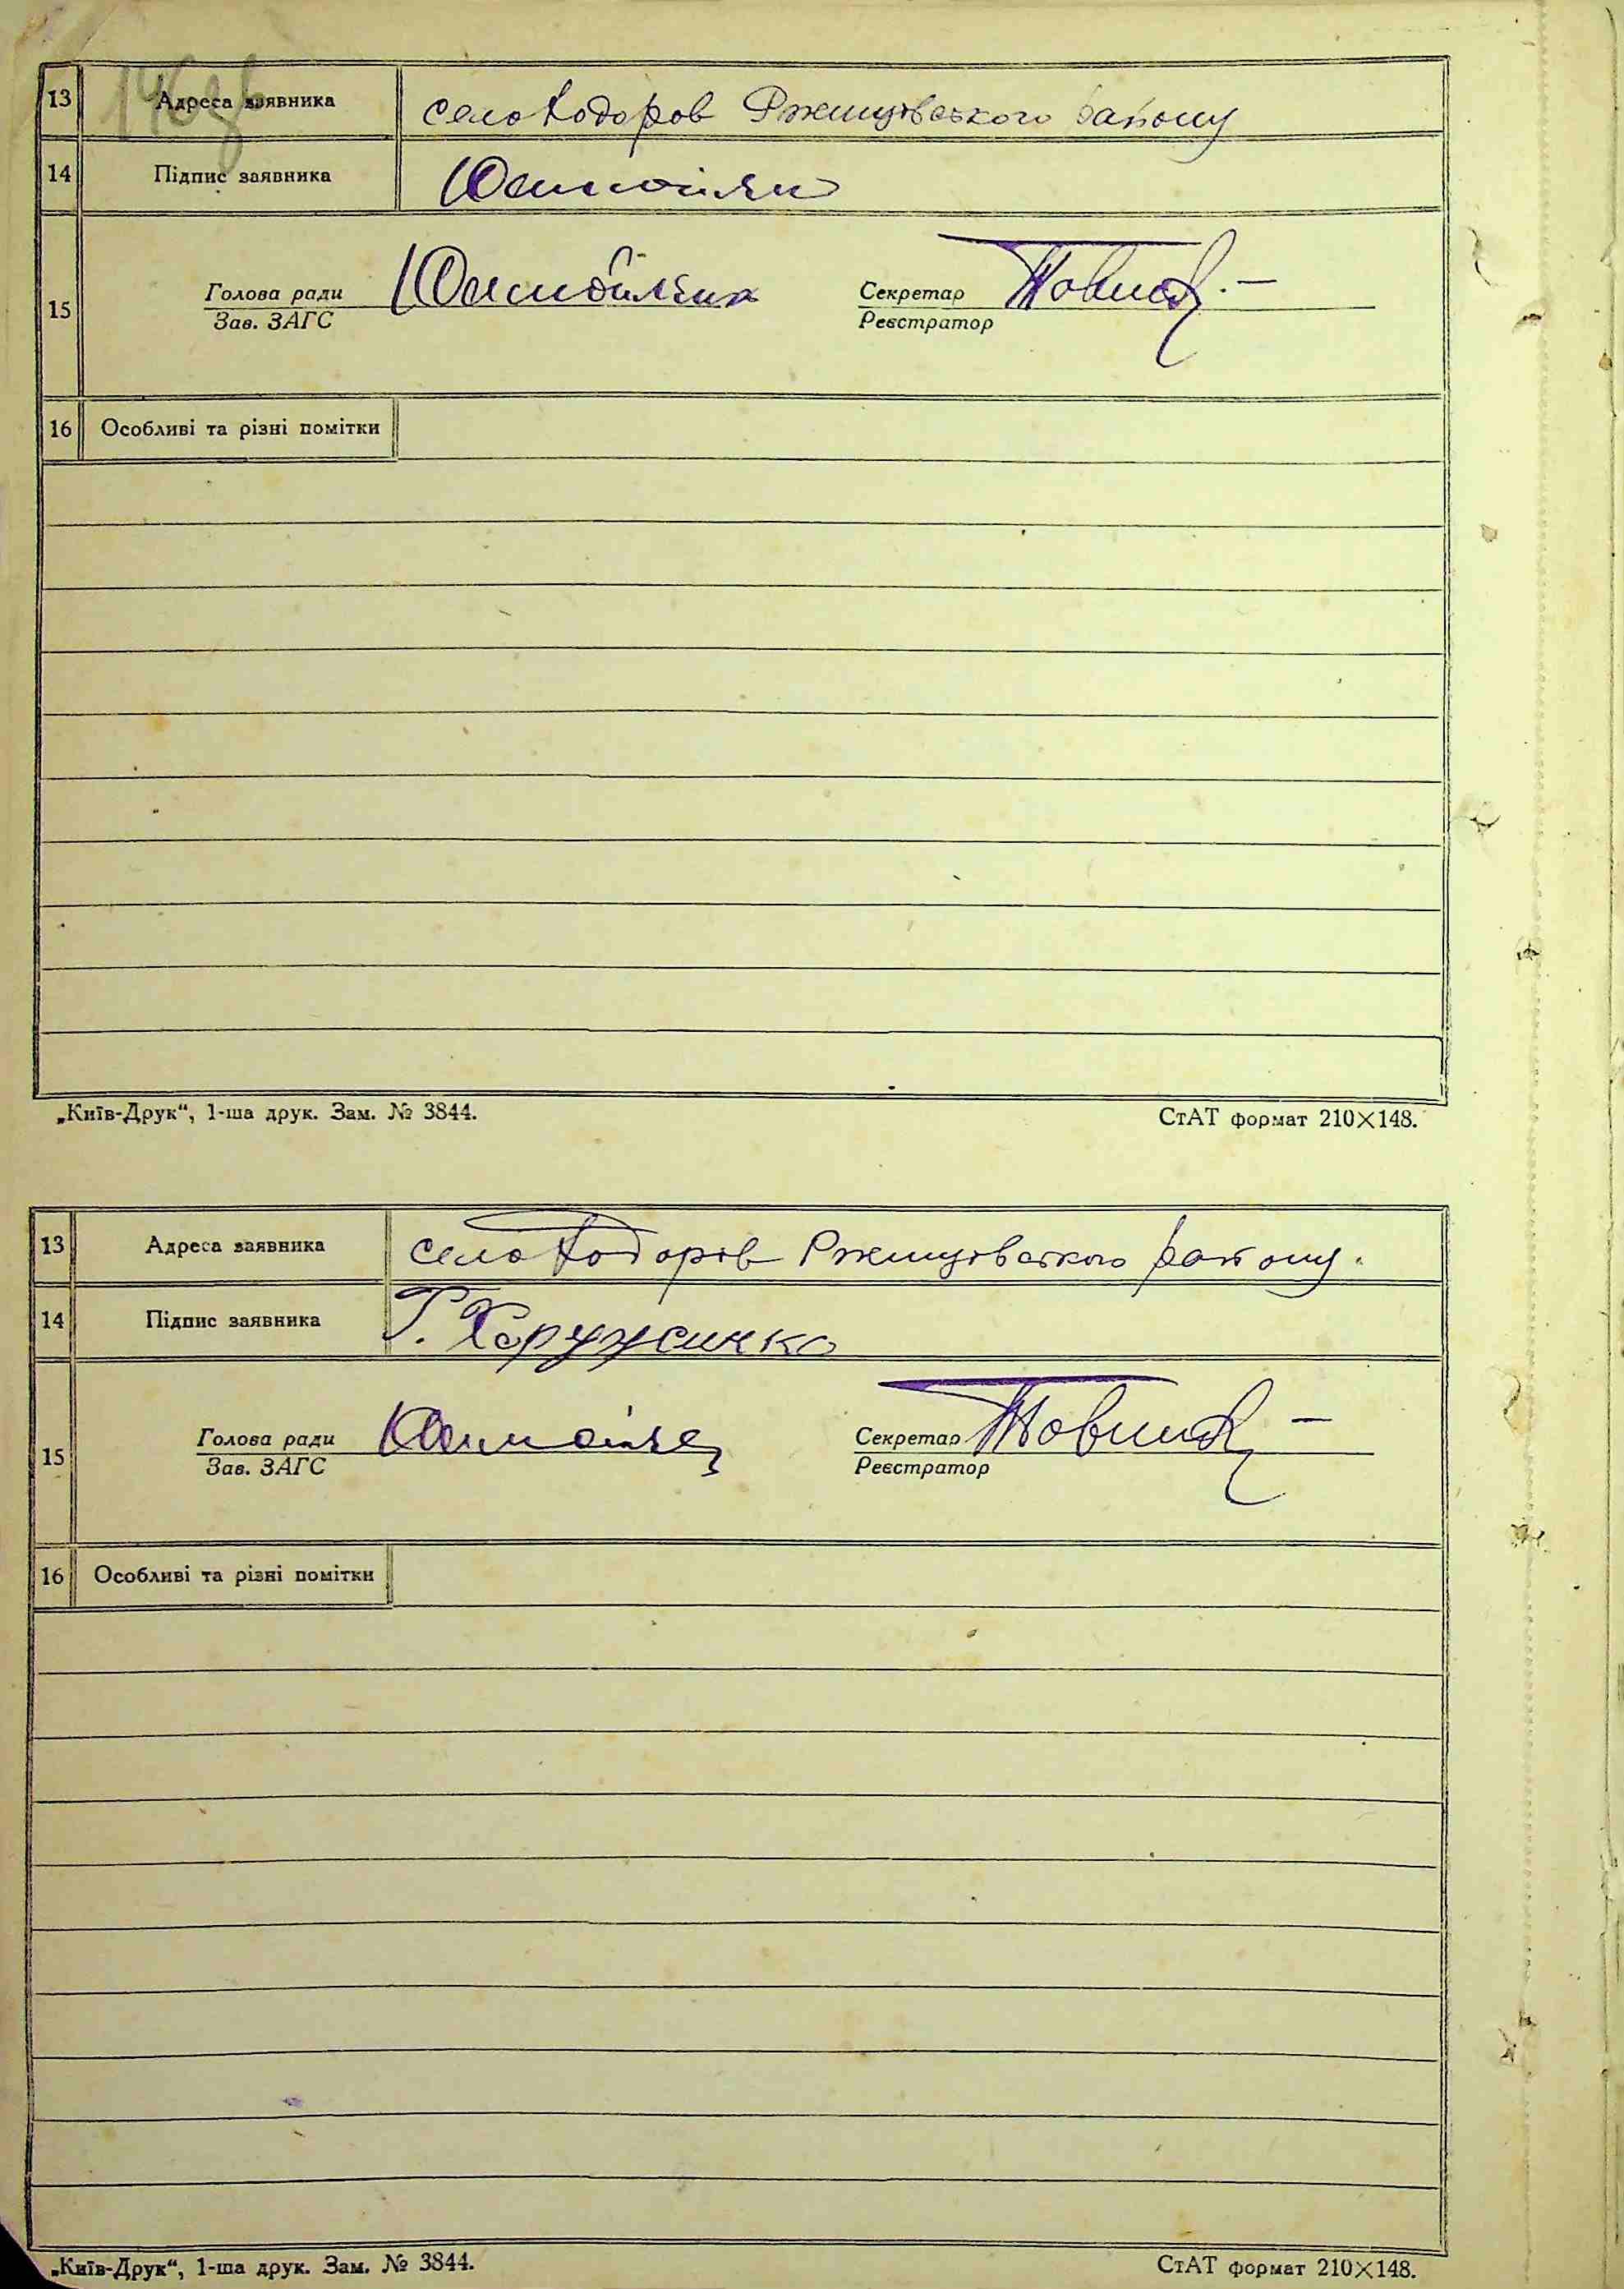 146зв
13 Адреса заявника село Ходоров Ржищівського району
14 Підпис заявника
15 Голова ради Секретар
Зав. ЗАГС Реєстратор
16 Особливі та різні помітки
„Київ-Друк“, 1-ша друк. Зам. № 3844. СтАТ формат 210×148.
13 Адреса заявника село Ходорів Ржищівського району.
14 Підпис заявника Г. Харужинко
15 Голова ради Секретар
Зав. ЗАГС Реєстратор
16 Особливі та різні помітки
„Київ-Друк“, 1-ша друк. Зам. № 3844. СтАТ формат 210×148.